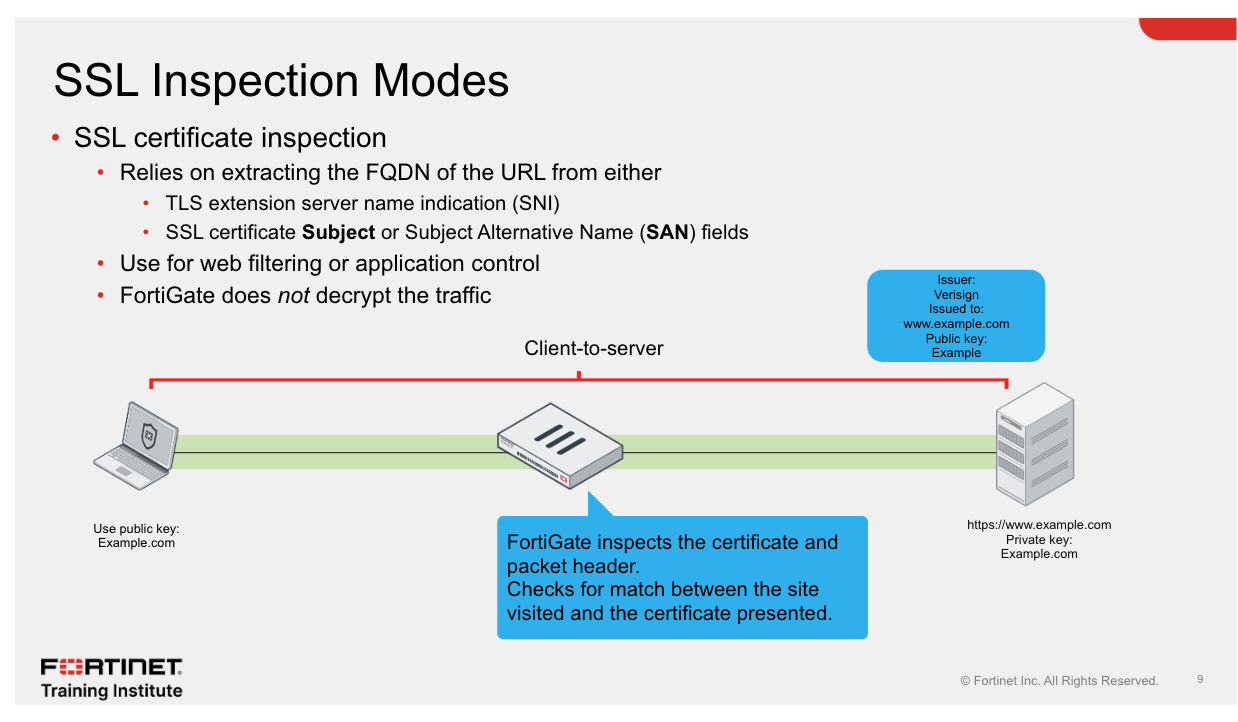 SSL Inspection Modes
• SSL certificate inspection
• Relies on extracting the FQDN of the URL from either
• TLS extension server name indication (SNI)
• SSL certificate Subject or Subject Alternative Name (SAN) fields
• Use for web filtering or application control
• FortiGate does not decrypt the traffic
Issuer:
Verisign
Issued to:
www.example.com
Public key:
Example
Client-to-server
Use public key:
Example.com
https://www.example.com
Private key:
Example.com
FortiGate inspects the certificate and
packet header.
Checks for match between the site
visited and the certificate presented.
FORTINET
Training Institute
© Fortinet Inc. All Rights Reserved.
9